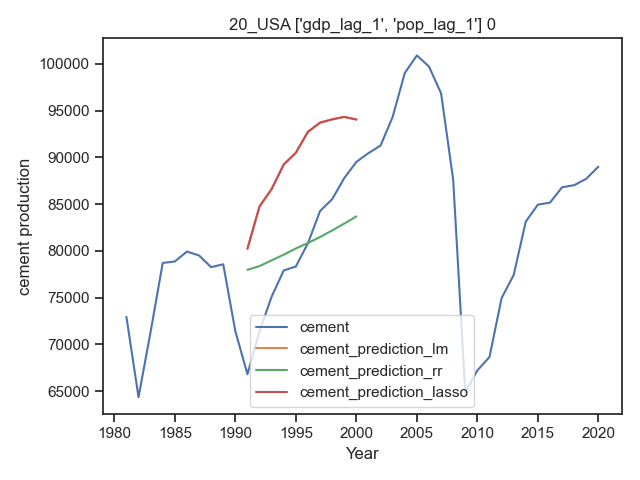 20_USA ['gdp_lag_1', 'pop_lag_1'] 0
cement production
100000
95000
90000
85000
80000
75000
70000
65000
cement
cement_prediction_lm
cement_prediction_rr
cement_prediction_lasso
1980 1985 1990 1995 2000 2005 2010 2015 2020
Year